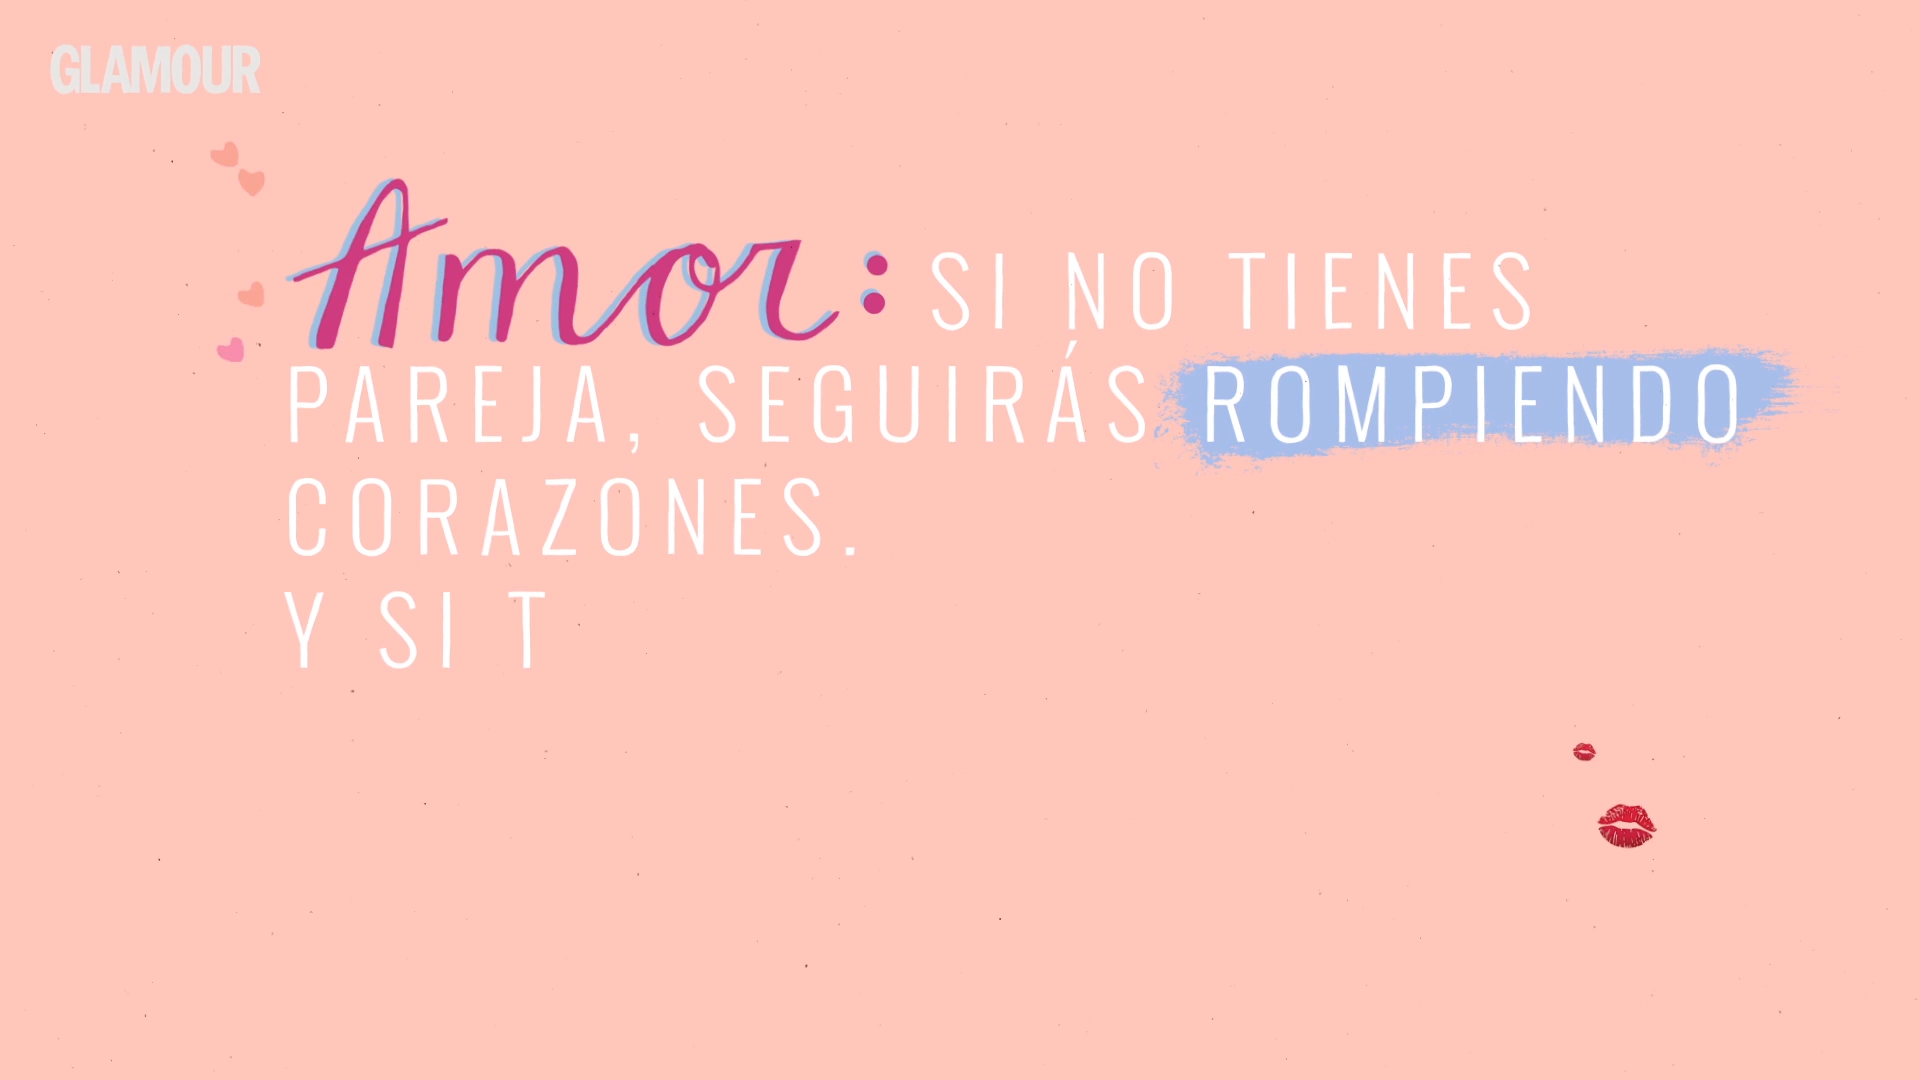 GLAMOUR
Amor: SI NO TIENES
PAREJA, SEGUIRÁS ROMPIENDO
CORAZONES.
Y SI T